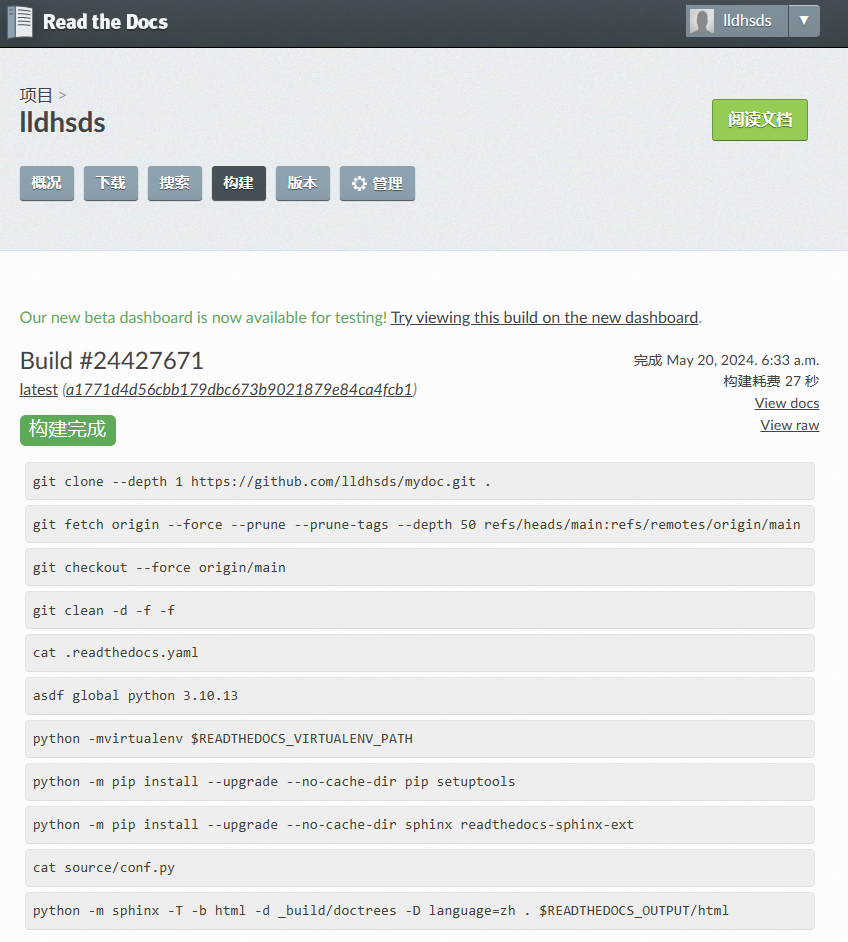 Read the Docs
lldhsds ▼
项目 >
lldhsds
阅读文档
概况 下载 搜索 构建 版本 管理
Our new beta dashboard is now available for testing! Try viewing this build on the new dashboard.
Build #24427671
完成 May 20, 2024. 6:33 a.m.
latest (a1771d4d56cbb179dbc673b9021879e84ca4fcb1)
构建耗费 27 秒
View docs
构建完成
View raw
git clone --depth 1 https://github.com/lldhsds/mydoc.git .
git fetch origin --force --prune --prune-tags --depth 50 refs/heads/main:refs/remotes/origin/main
git checkout --force origin/main
git clean -d -f -f
cat .readthedocs.yaml
asdf global python 3.10.13
python -mvirtualenv $READTHEDOCS_VIRTUALENV_PATH
python -m pip install --upgrade --no-cache-dir pip setuptools
python -m pip install --upgrade --no-cache-dir sphinx readthedocs-sphinx-ext
cat source/conf.py
python -m sphinx -T -b html -d _build/doctrees -D language=zh . $READTHEDOCS_OUTPUT/html